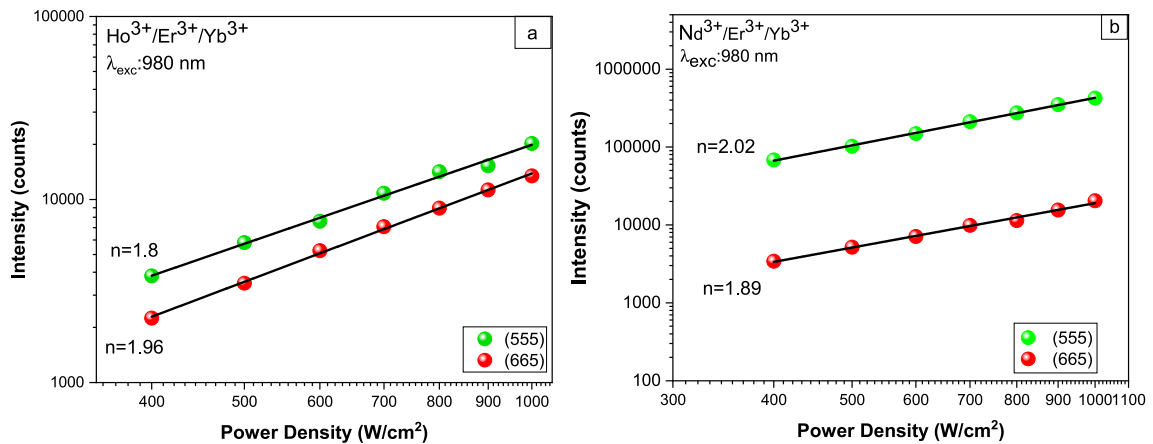 Ho3+/Er3+/Yb3+
a
λexc:980 nm
100000
10000
1000
Intensity (counts)
n=1.8
n=1.96
(555)
(665)
400 500 600 700 800 900 1000
Power Density (W/cm²)
Nd3+/Er3+/Yb3+
b
λexc:980 nm
1000000
100000
10000
1000
100
Intensity (counts)
n=2.02
n=1.89
(555)
(665)
300 400 500 600 700 800 900 1000 1100
Power Density (W/cm²)